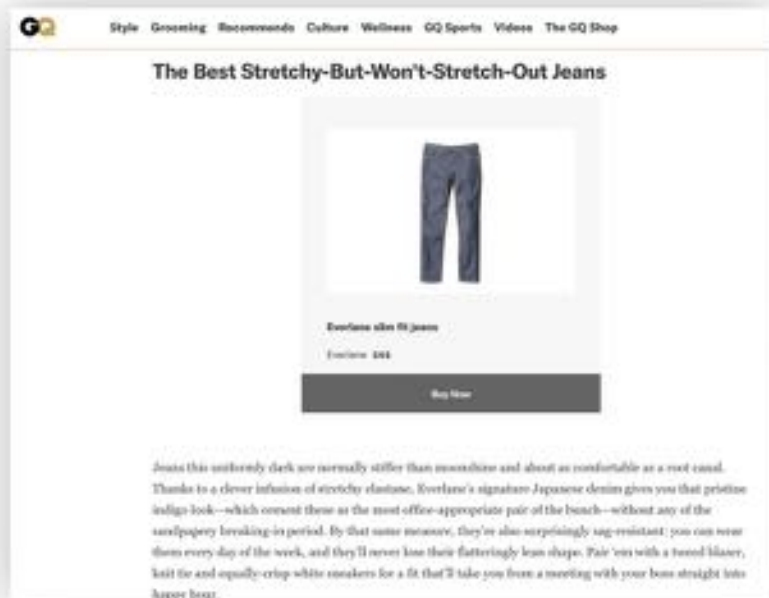 GQ Style Grooming Recommends Culture Wellness GQ Sports Videos The GQ Shop
The Best Stretchy-But-Won't-Stretch-Out Jeans
Everlane slim fit jeans
Everlane
Buy Now
Jeans this uniformly dark are normally stiffer than moonshine and about as comfortable as a root canal.
Thanks to a clever infusion of stretchy elastane, Everlane's signature Japanese denim gives you that pristine
indigo look—which cement these as the most office-appropriate pair of the bunch—without any of the
sandpapery breaking-in period. By that same measure, they're also surprisingly sag-resistant: you can wear
them every day of the week, and they'll never lose their flatteringly lean shape. Pair 'em with a tweed blazer,
knit tie and equally-crisp white sneakers for a fit that'll take you from a meeting with your boss straight into
happy hour.